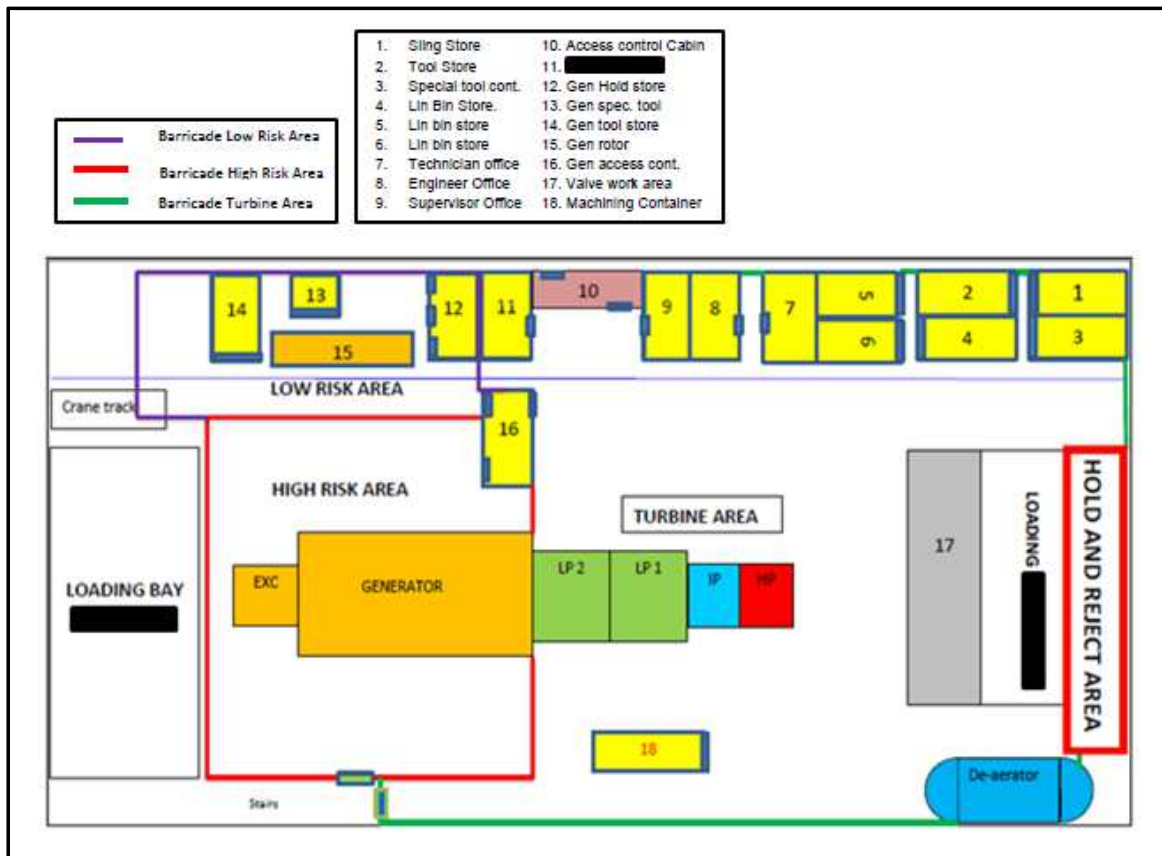 1. Sling Store
2. Tool Store
3. Special tool cont.
4. Lin Bin Store.
5. Lin bin store
6. Lin bin store
7. Technician office
8. Engineer Office
9. Supervisor Office
10. Access control Cabin
11.
12. Gen Hold store
13. Gen spec. tool
14. Gen tool store
15. Gen rotor
16. Gen access cont.
17. Valve work area
18. Machining Container
Barricade Low Risk Area
Barricade High Risk Area
Barricade Turbine Area
14
13
12
11
10
9
8
7
5
2
1
15
6
4
3
LOW RISK AREA
Crane track
16
HIGH RISK AREA
TURBINE AREA
17
LOADING
HOLD AND REJECT AREA
LOADING BAY
EXC
GENERATOR
LP 2
LP 1
IP
HP
18
De-aerator
Stairs